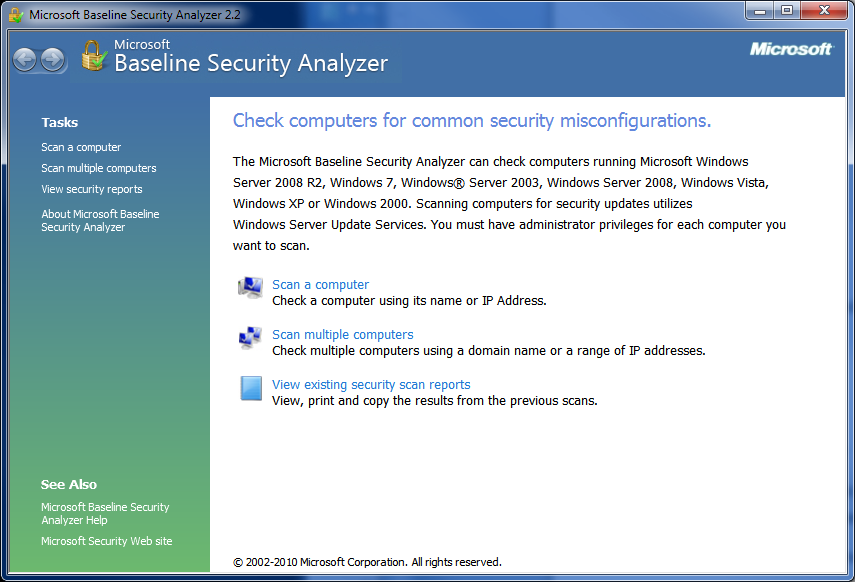 Microsoft Baseline Security Analyzer 2.2
Microsoft
Baseline Security Analyzer
Microsoft
Tasks
Scan a computer
Scan multiple computers
View security reports
About Microsoft Baseline
Security Analyzer
See Also
Microsoft Baseline Security
Analyzer Help
Microsoft Security Web site
Check computers for common security misconfigurations.
The Microsoft Baseline Security Analyzer can check computers running Microsoft Windows
Server 2008 R2, Windows 7, Windows® Server 2003, Windows Server 2008, Windows Vista,
Windows XP or Windows 2000. Scanning computers for security updates utilizes
Windows Server Update Services. You must have administrator privileges for each computer you
want to scan.
Scan a computer
Check a computer using its name or IP Address.
Scan multiple computers
Check multiple computers using a domain name or a range of IP addresses.
View existing security scan reports
View, print and copy the results from the previous scans.
© 2002-2010 Microsoft Corporation. All rights reserved.